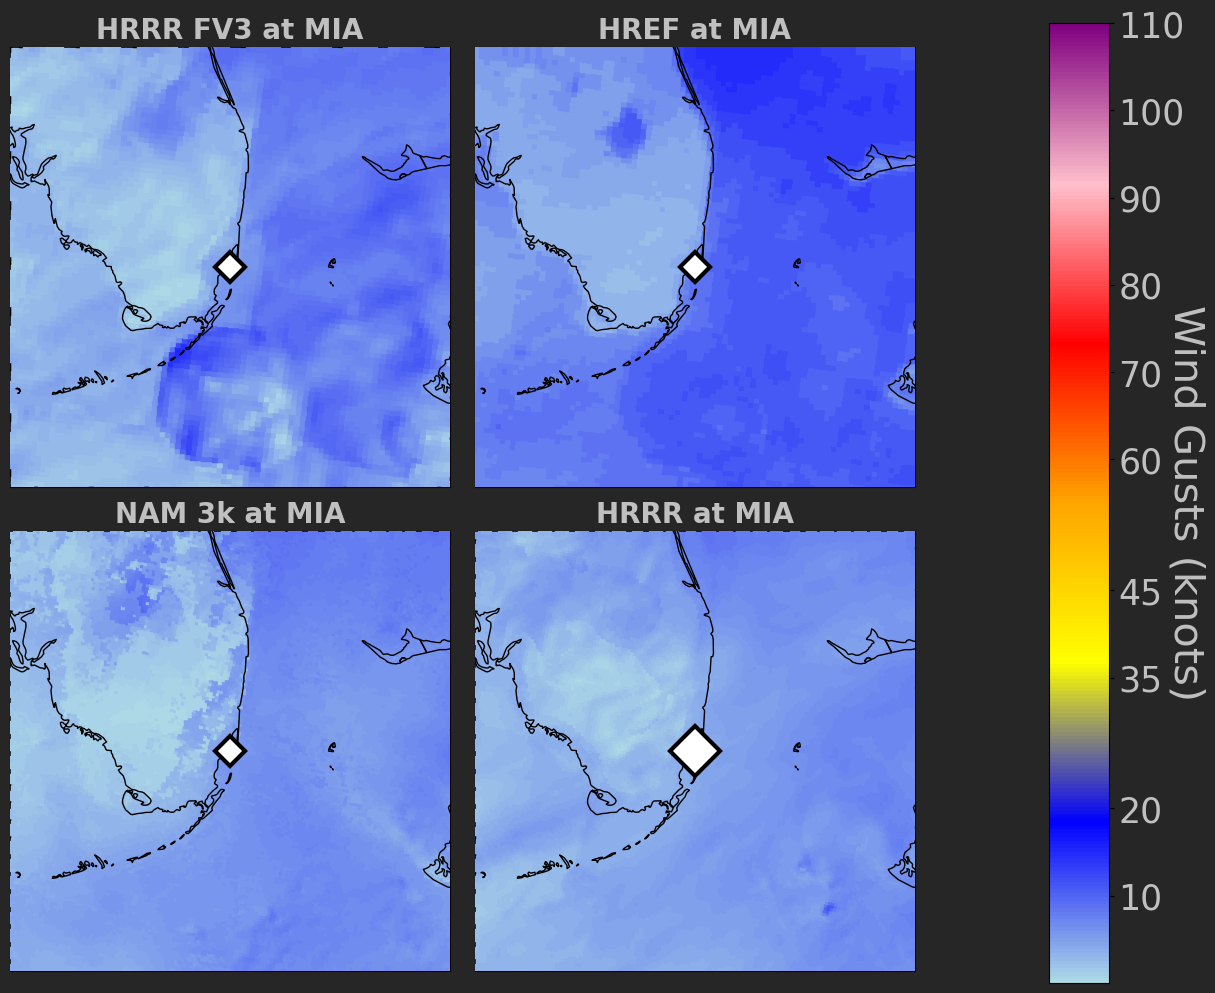 HRRR FV3 at MIA
HREF at MIA
NAM 3k at MIA
HRRR at MIA
110
100
90
80
70
60
45
35
20
10
Wind Gusts (knots)